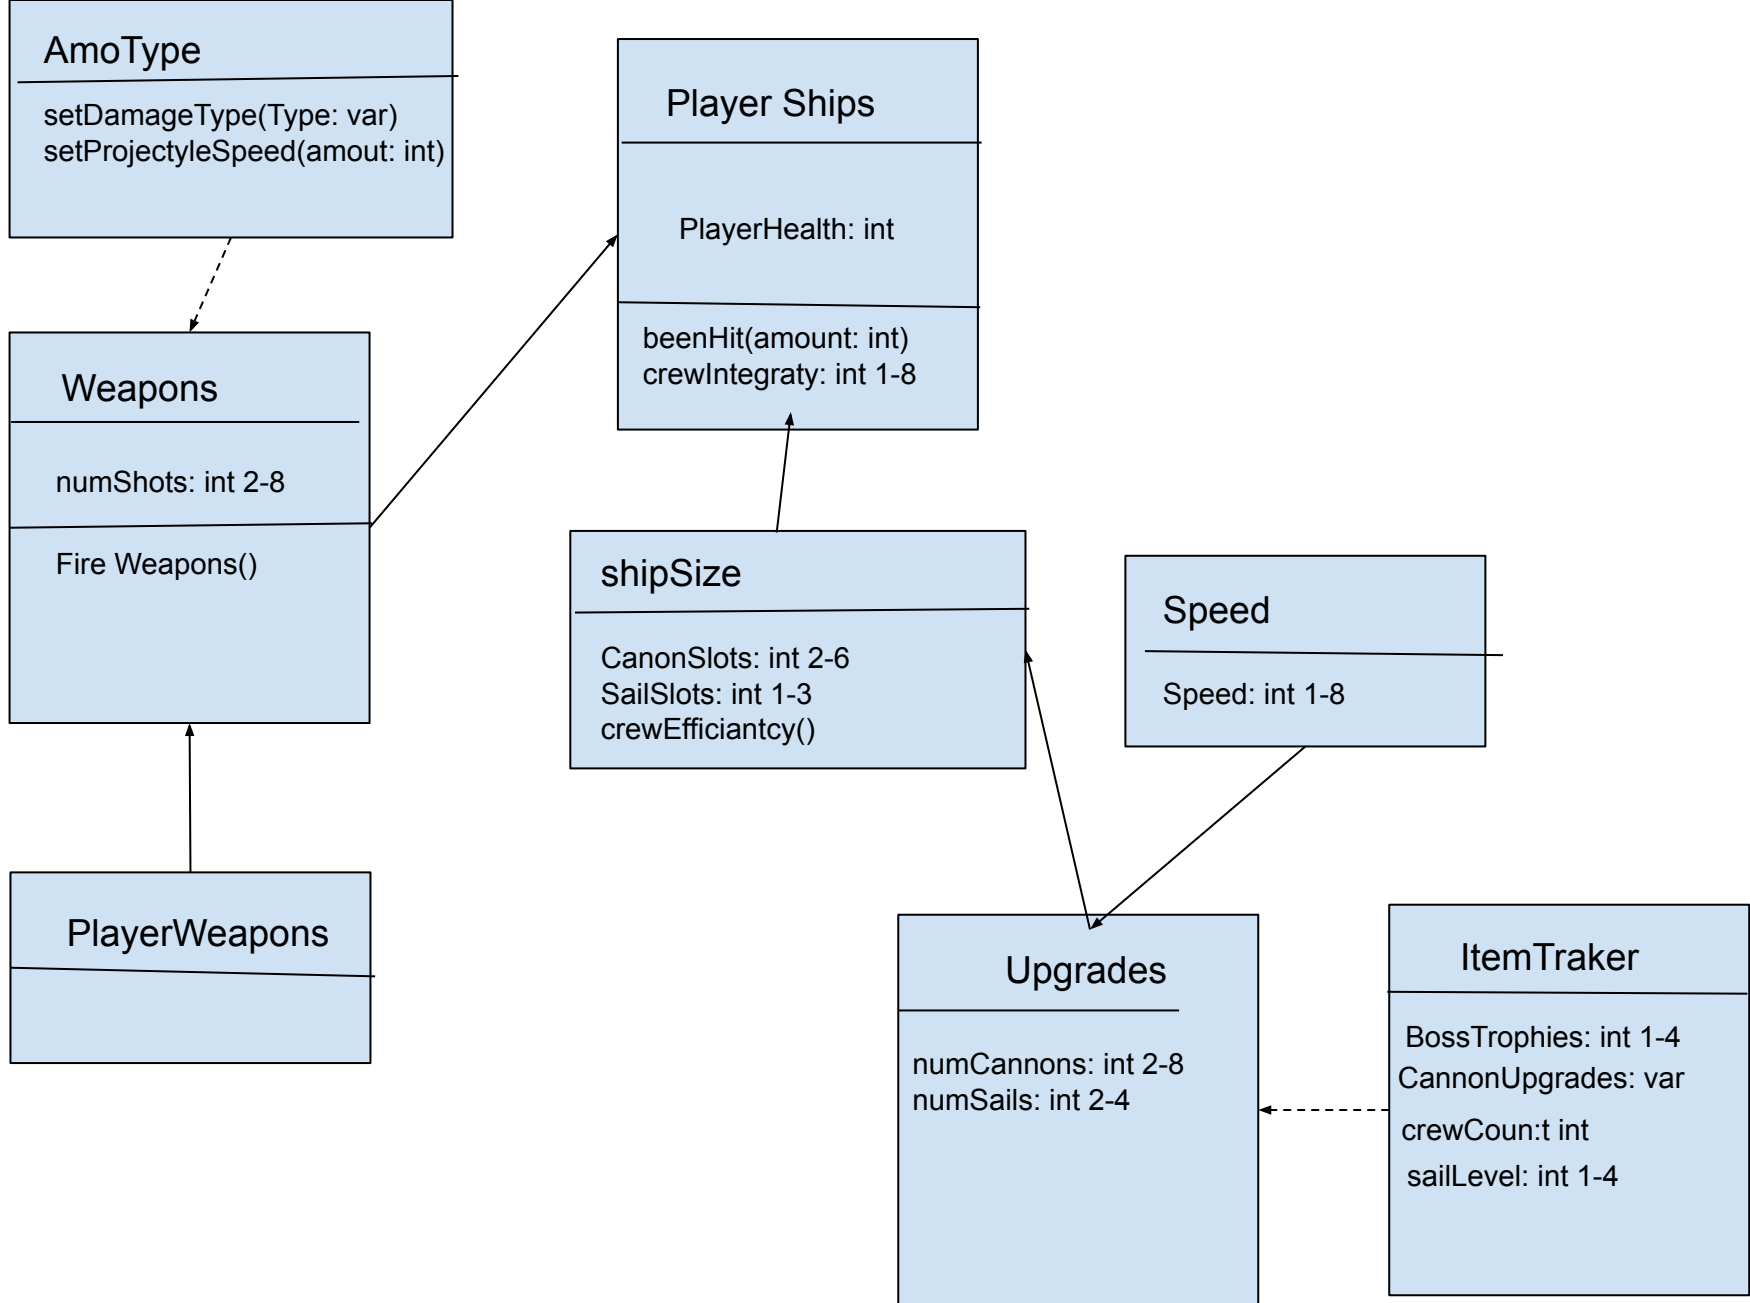 AmoType
setDamageType(Type: var)
setProjectyleSpeed(amout: int)
Player Ships
PlayerHealth: int
beenHit(amount: int)
crewIntegraty: int 1-8
Weapons
numShots: int 2-8
Fire Weapons()
shipSize
CanonSlots: int 2-6
SailSlots: int 1-3
crewEfficiantcy()
Speed
Speed: int 1-8
PlayerWeapons
Upgrades
numCannons: int 2-8
numSails: int 2-4
ItemTraker
BossTrophies: int 1-4
CannonUpgrades: var
crewCoun:t int
sailLevel: int 1-4